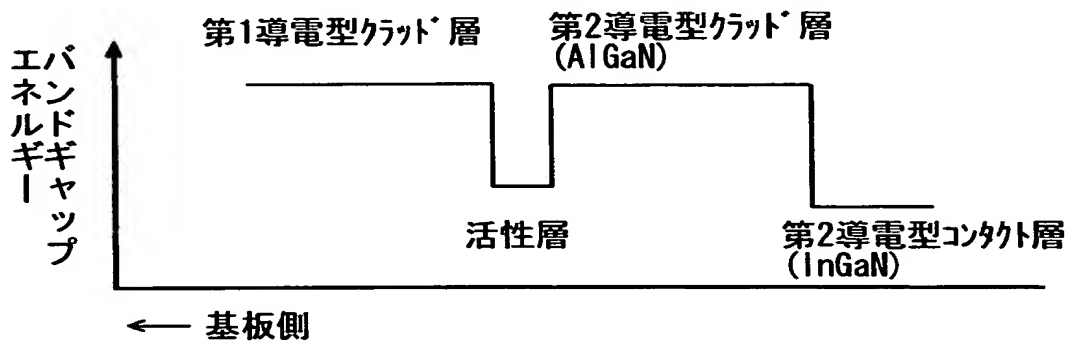 バンドギャップ
エネルギー
第1導電型クラッド層
第2導電型クラッド層
(AlGaN)
活性層
第2導電型コンタクト層
(InGaN)
基板側